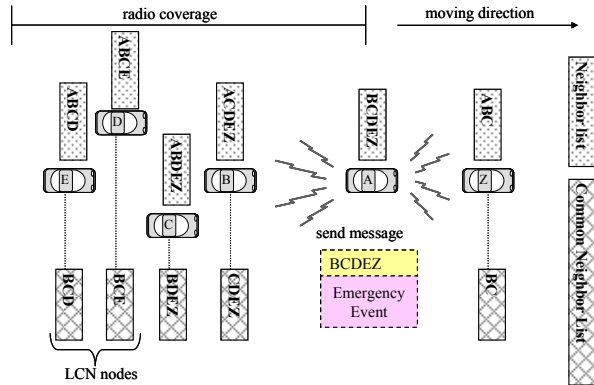 radio coverage
moving direction
ABCE
ABCD
ACDEZ
BCDEZ
ABC
Neighbor list
D
ABDEZ
E
B
A
Z
C
send message
BCDEZ
Emergency
Event
BCD
BCE
BDEZ
CDEZ
BC
Common Neighbor List
LCN nodes